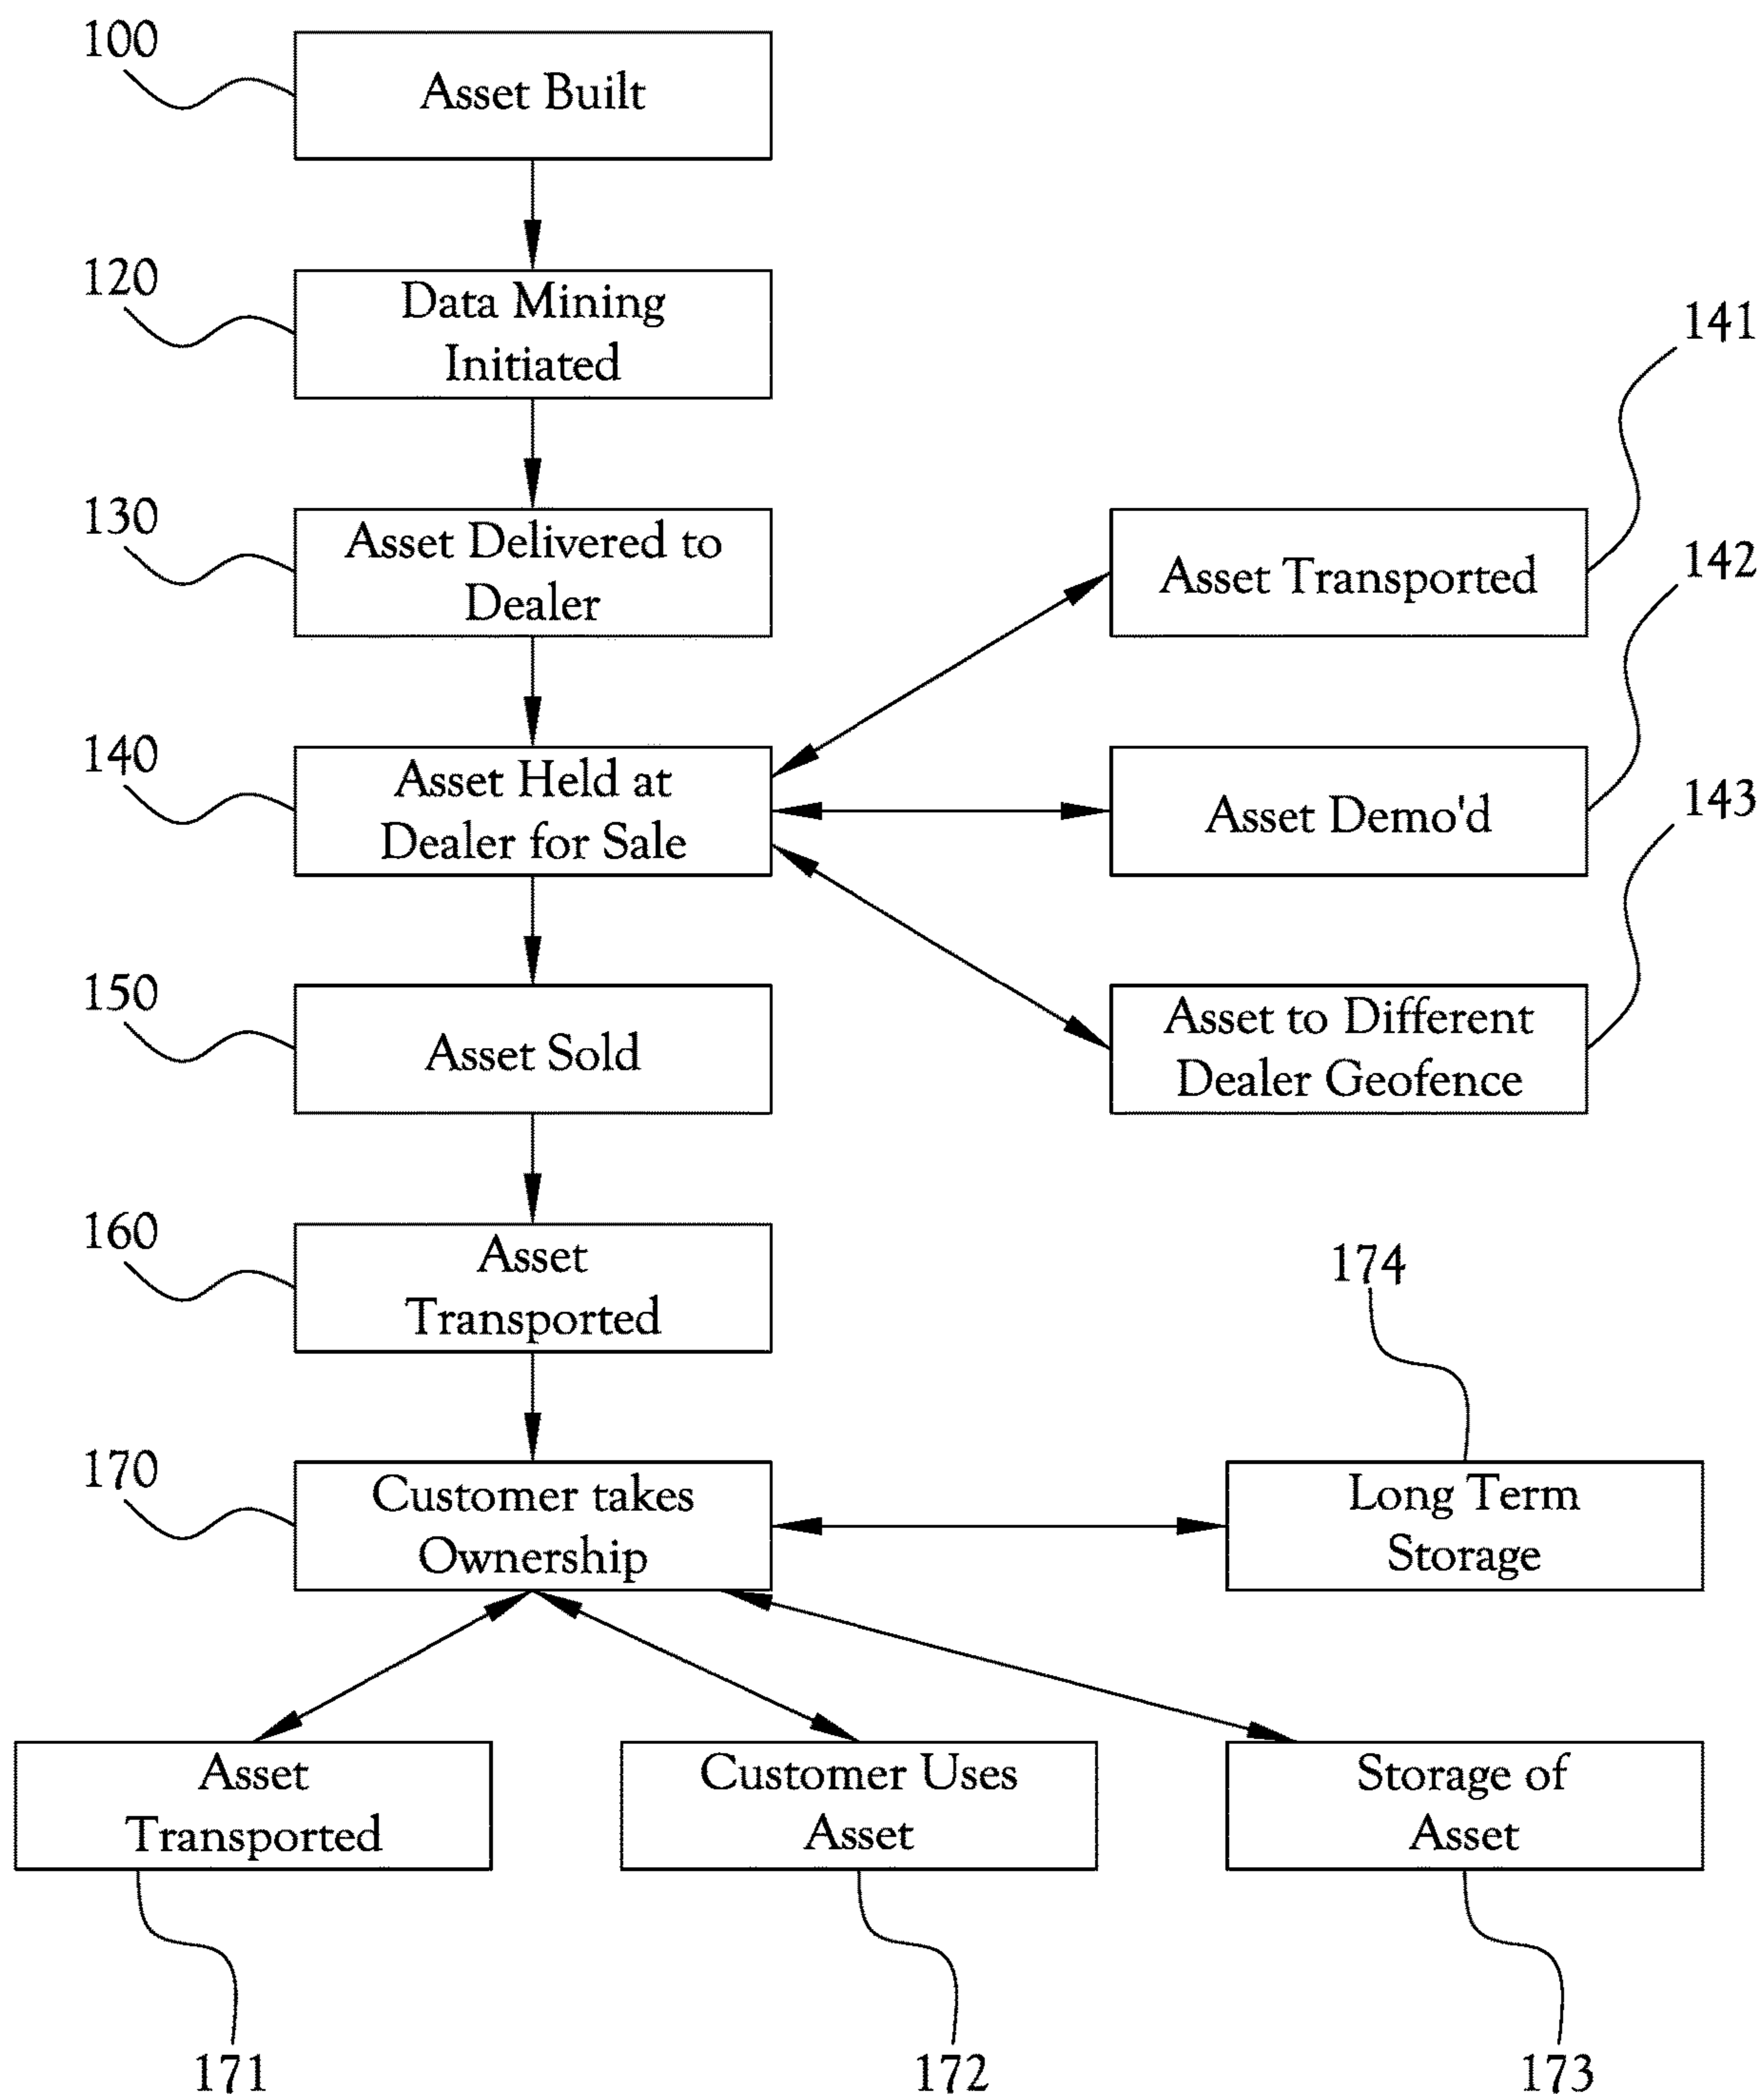 100
Asset Built
120
Data Mining
Initiated
130
Asset Delivered to
Dealer
141
Asset Transported
140
Asset Held at
Dealer for Sale
142
Asset Demo'd
143
Asset to Different
Dealer Geofence
150
Asset Sold
160
Asset
Transported
170
Customer takes
Ownership
174
Long Term
Storage
Asset
Transported
171
Customer Uses
Asset
172
Storage of
Asset
173